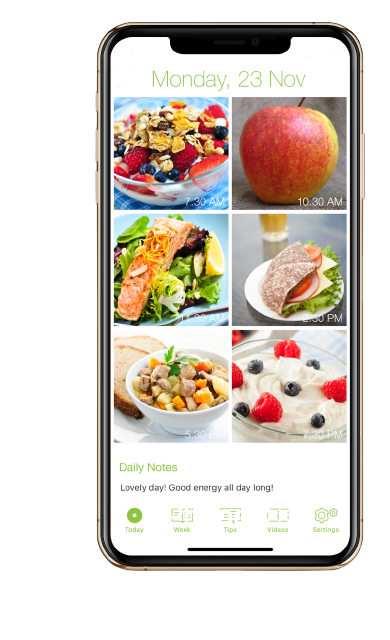 Monday, 23 Nov
7.30 AM
10.30 AM
2.30 PM
5.30 PM
7.30 PM
Daily Notes
Lovely day! Good energy all day long!
Today
Week
Tips
Videos
Settings